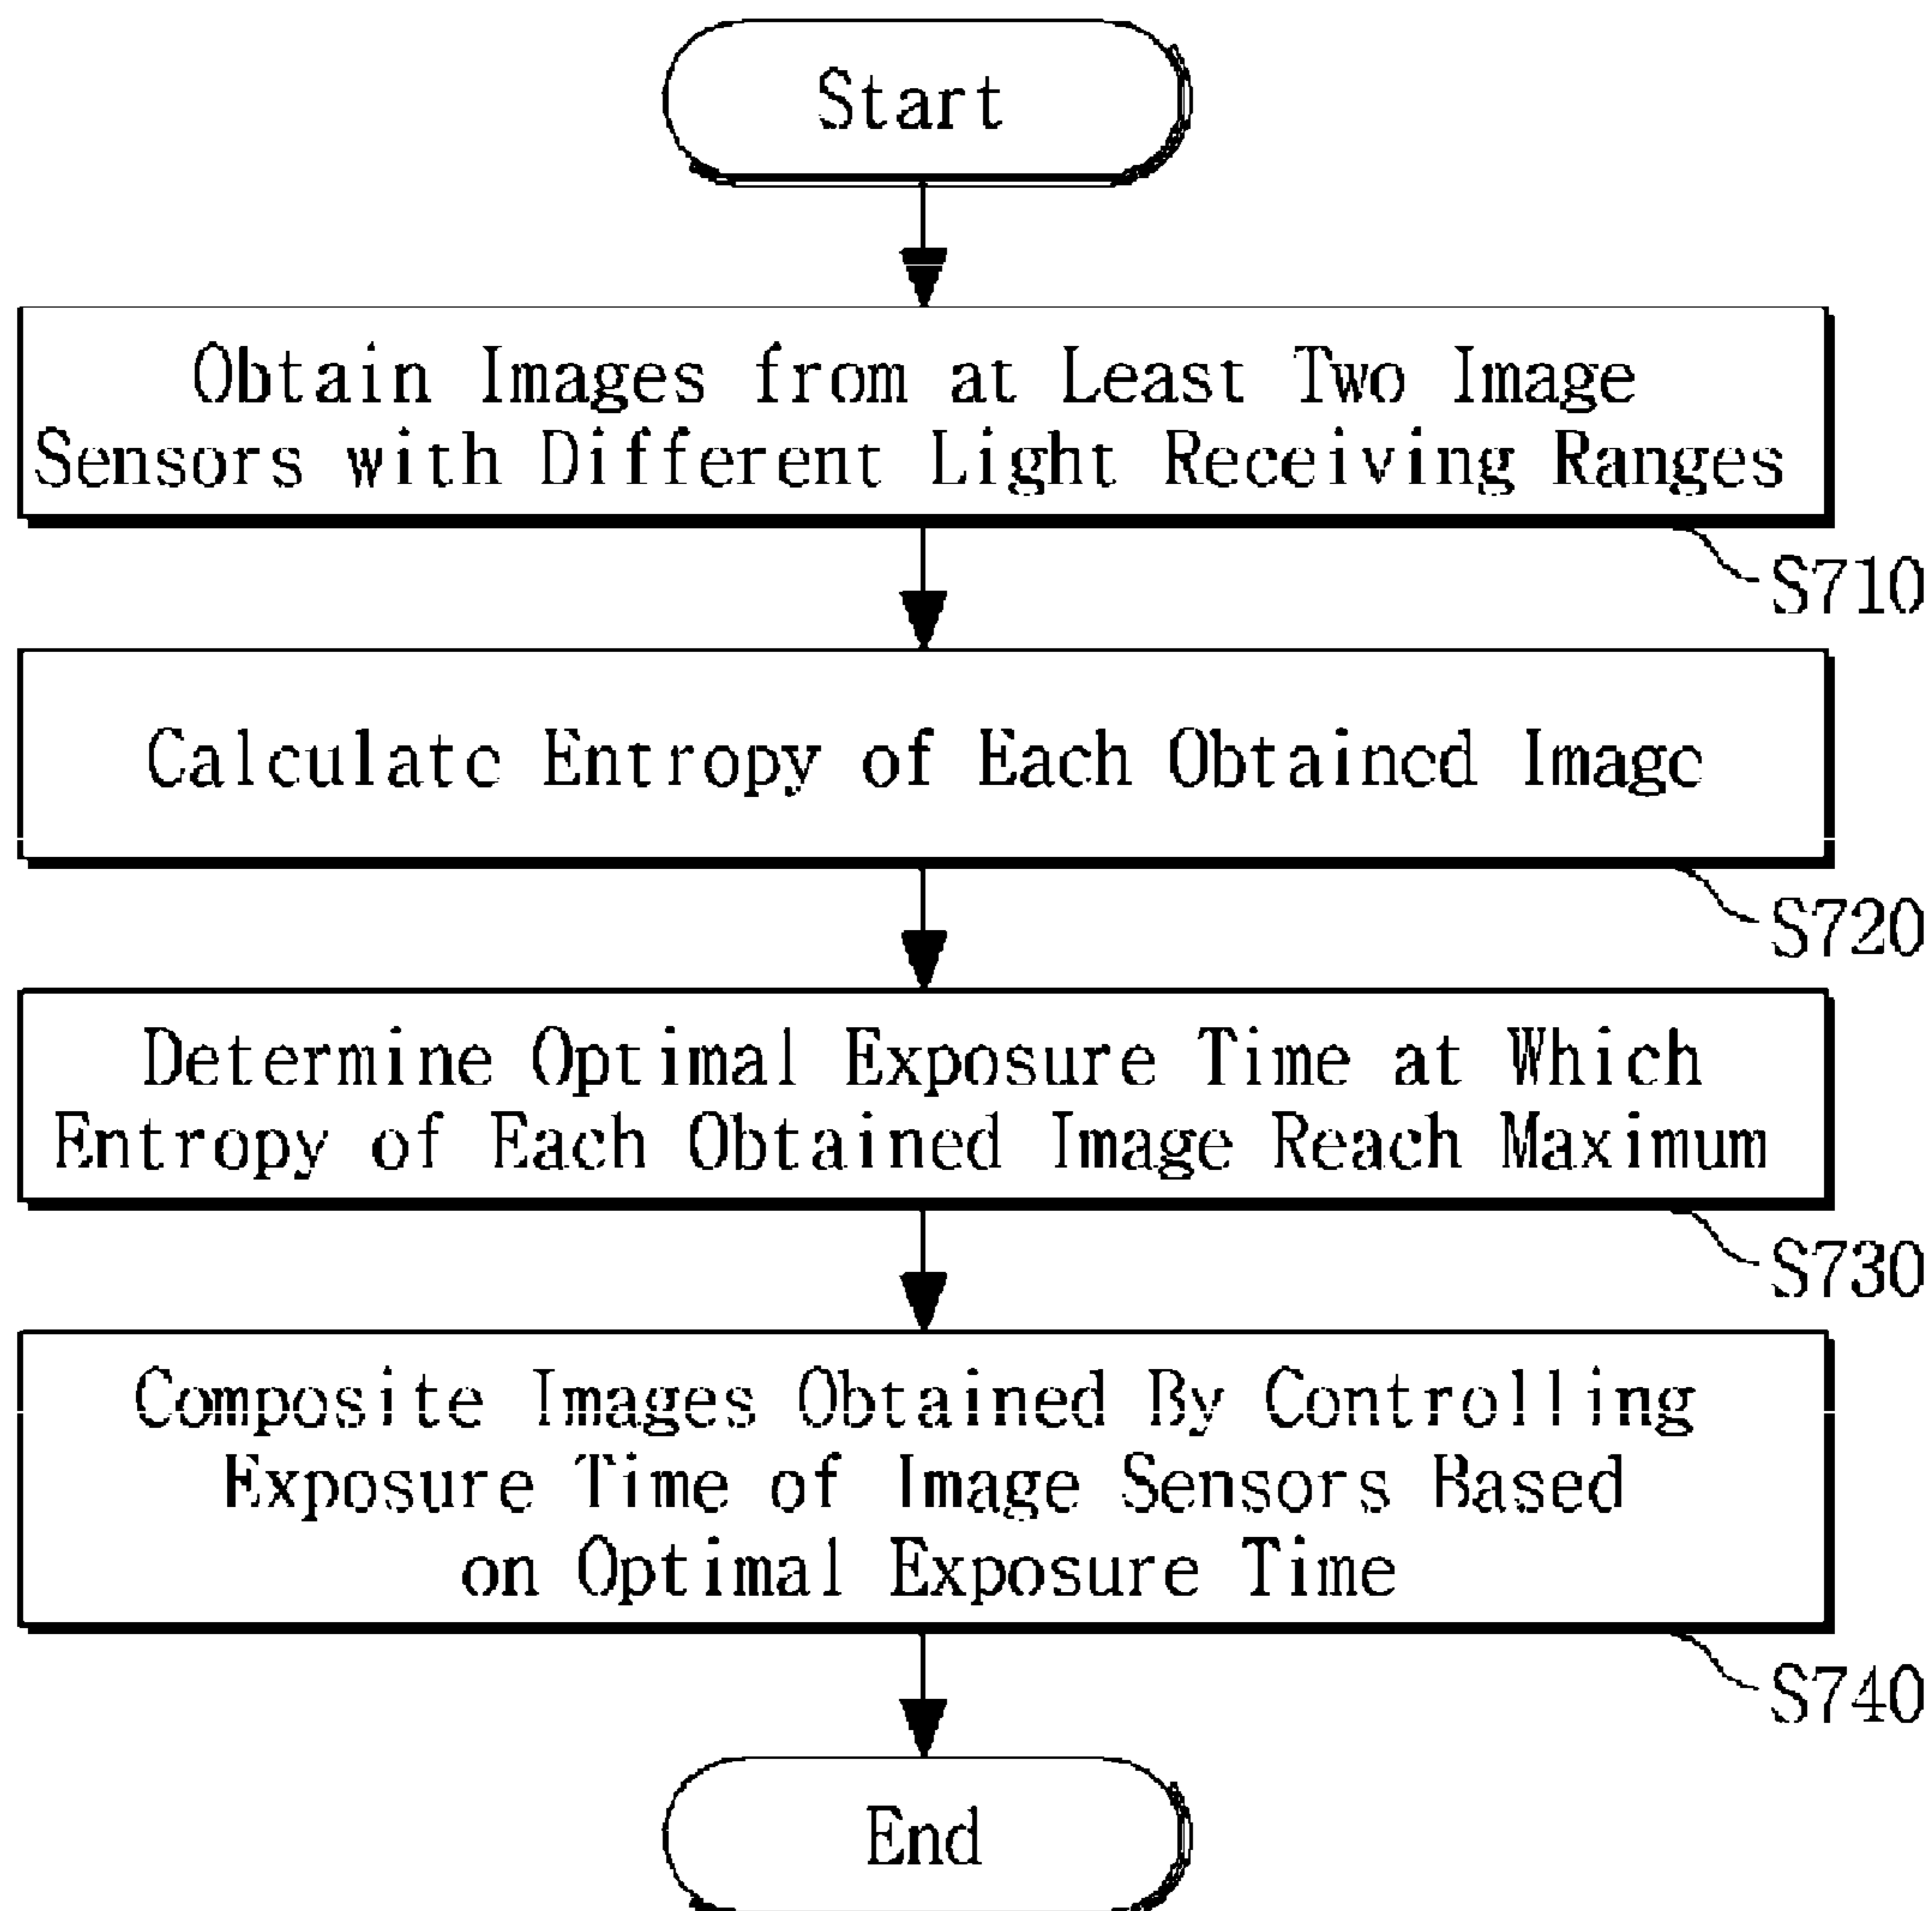 Start
Obtain Images from at Least Two Image
Sensors with Different Light Receiving Ranges
S710
Calculate Entropy of Each Obtained Image
S720
Determine Optimal Exposure Time at Which
Entropy of Each Obtained Image Reach Maximum
S730
Composite Images Obtained By Controlling
Exposure Time of Image Sensors Based
on Optimal Exposure Time
S740
End